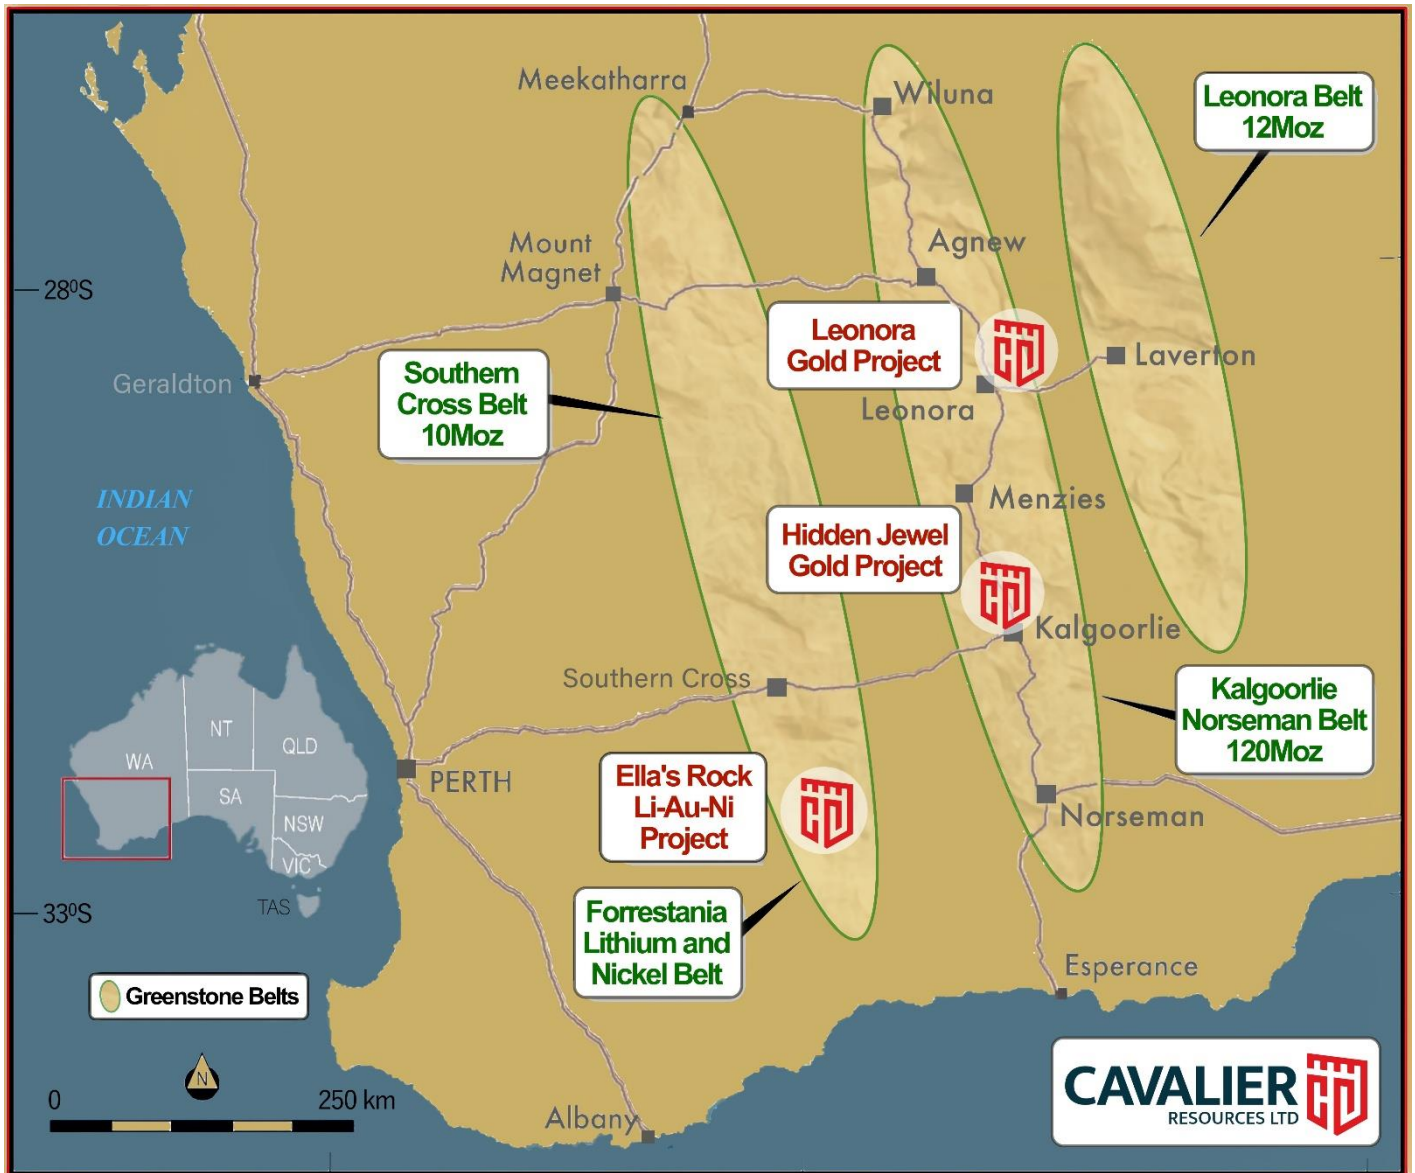 Meekatharra
Wiluna
Leonora Belt
12Moz
Mount
Magnet
Agnew
28⁰S
Leonora
Gold Project
Laverton
Southern
Cross Belt
10Moz
Geraldton
Leonora
INDIAN
OCEAN
Menzies
Hidden Jewel
Gold Project
Kalgoorlie
Southern Cross
Kalgoorlie
Norseman Belt
120Moz
NT
QLD
WA
SA
NSW
VIC
TAS
PERTH
Ella's Rock
Li-Au-Ni
Project
Norseman
33⁰S
Forrestania
Lithium and
Nickel Belt
Esperance
Greenstone Belts
N
0 250 km
Albany
CAVALIER
RESOURCES LTD